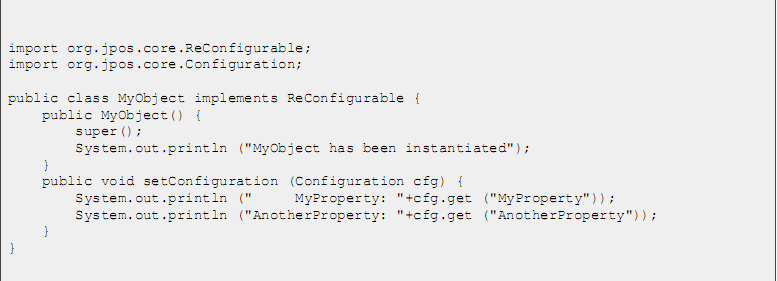 import org.jpos.core.ReConfigurable;
import org.jpos.core.Configuration;

public class MyObject implements ReConfigurable {
    public MyObject() {
        super();
        System.out.println ("MyObject has been instantiated");
    }
    public void setConfiguration (Configuration cfg) {
        System.out.println ("     MyProperty: "+cfg.get ("MyProperty"));
        System.out.println ("AnotherProperty: "+cfg.get ("AnotherProperty"));
    }
}